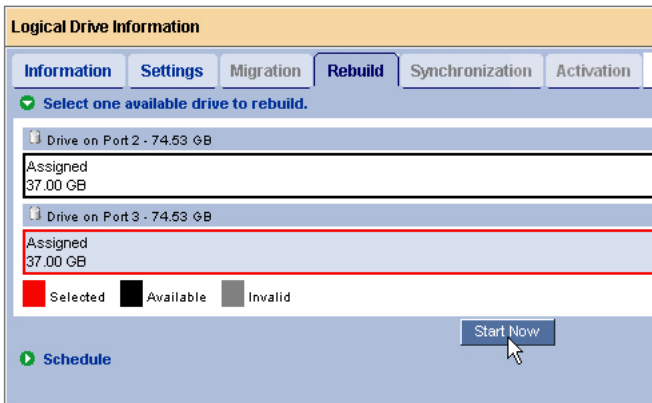 Logical Drive Information
Information Settings Migration Rebuild Synchronization Activation
Select one available drive to rebuild.
Drive on Port 2 - 74.53 GB
Assigned
37.00 GB
Drive on Port 3 - 74.53 GB
Assigned
37.00 GB
Selected Available Invalid
Start Now
Schedule